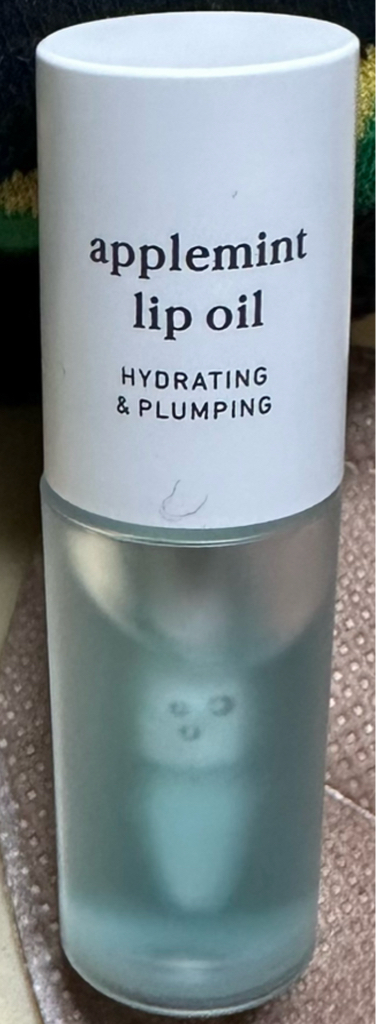 applemint
lip oil
HYDRATING
& PLUMPING